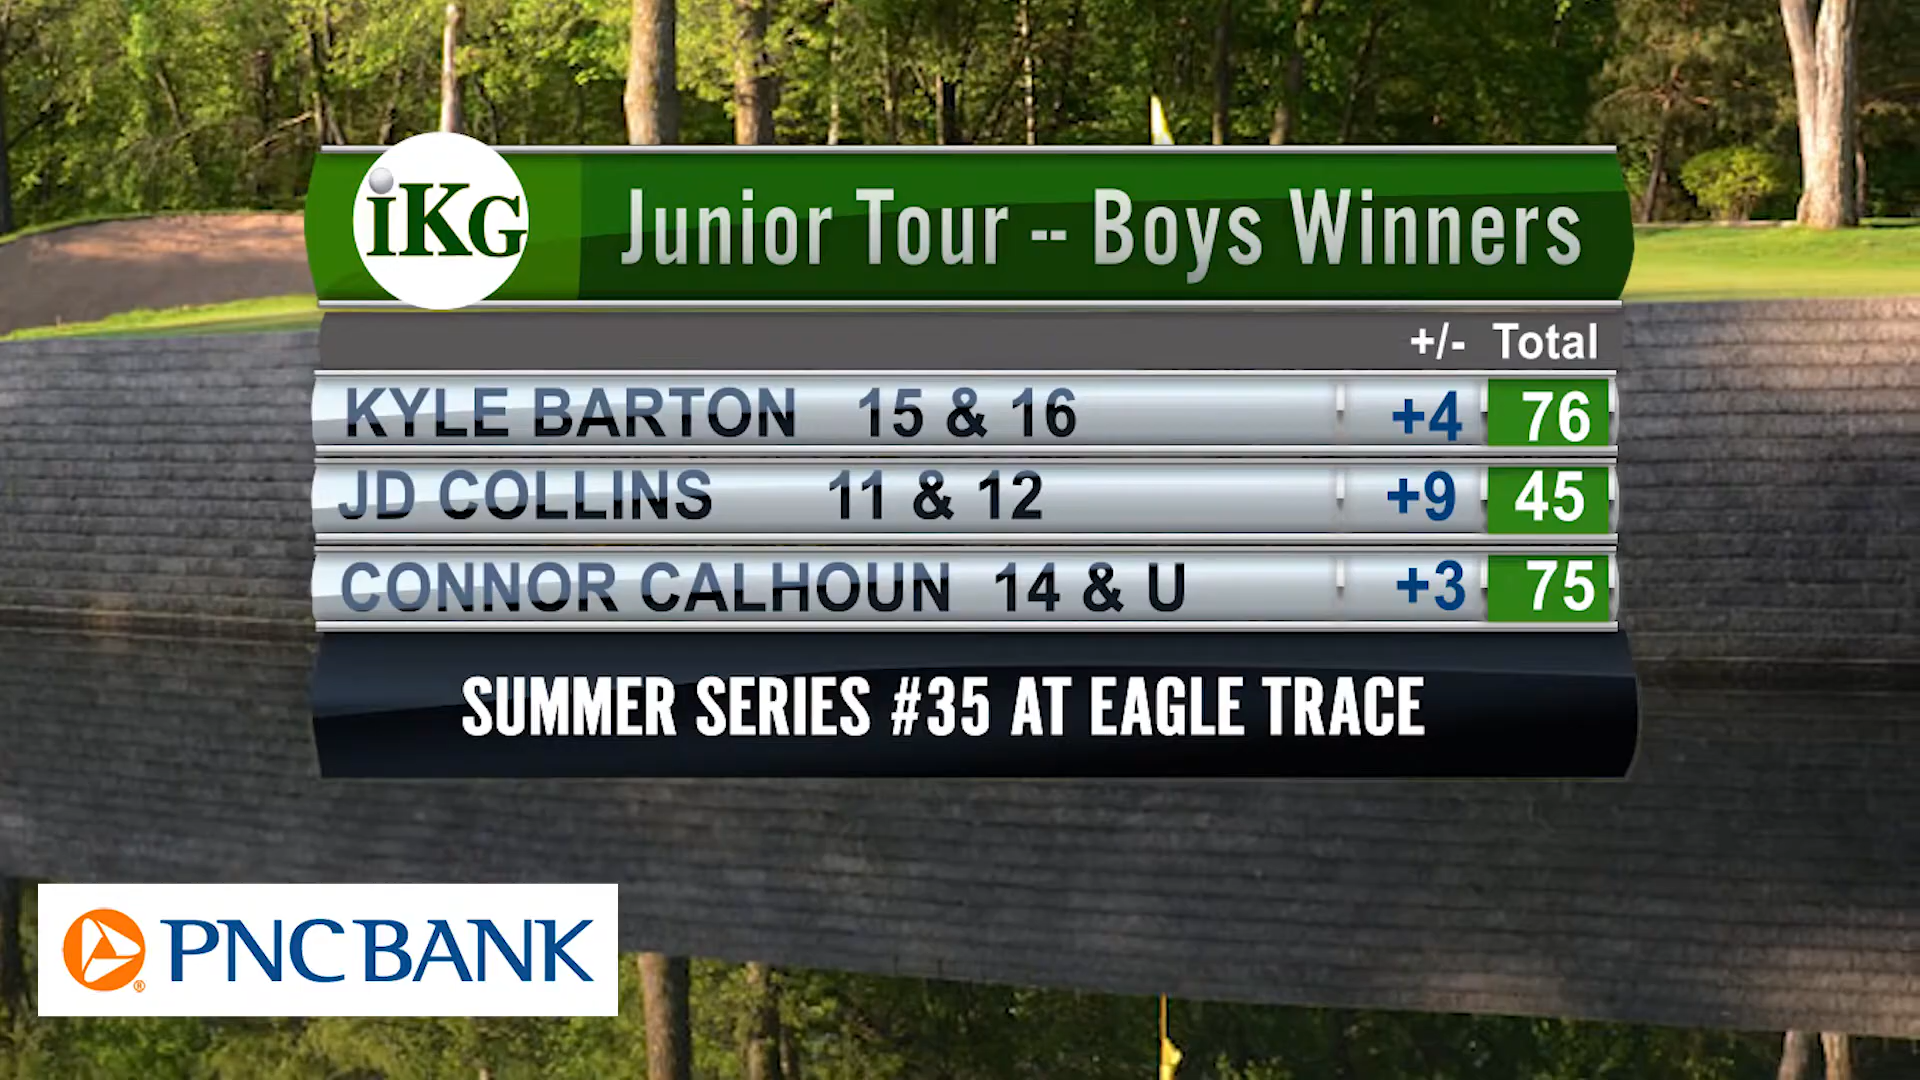 iKG
Junior Tour -- Boys Winners
+/- Total
KYLE BARTON 15 & 16 +4 76
JD COLLINS 11 & 12 +9 45
CONNOR CALHOUN 14 & U +3 75
SUMMER SERIES #35 AT EAGLE TRACE
PNC BANK®